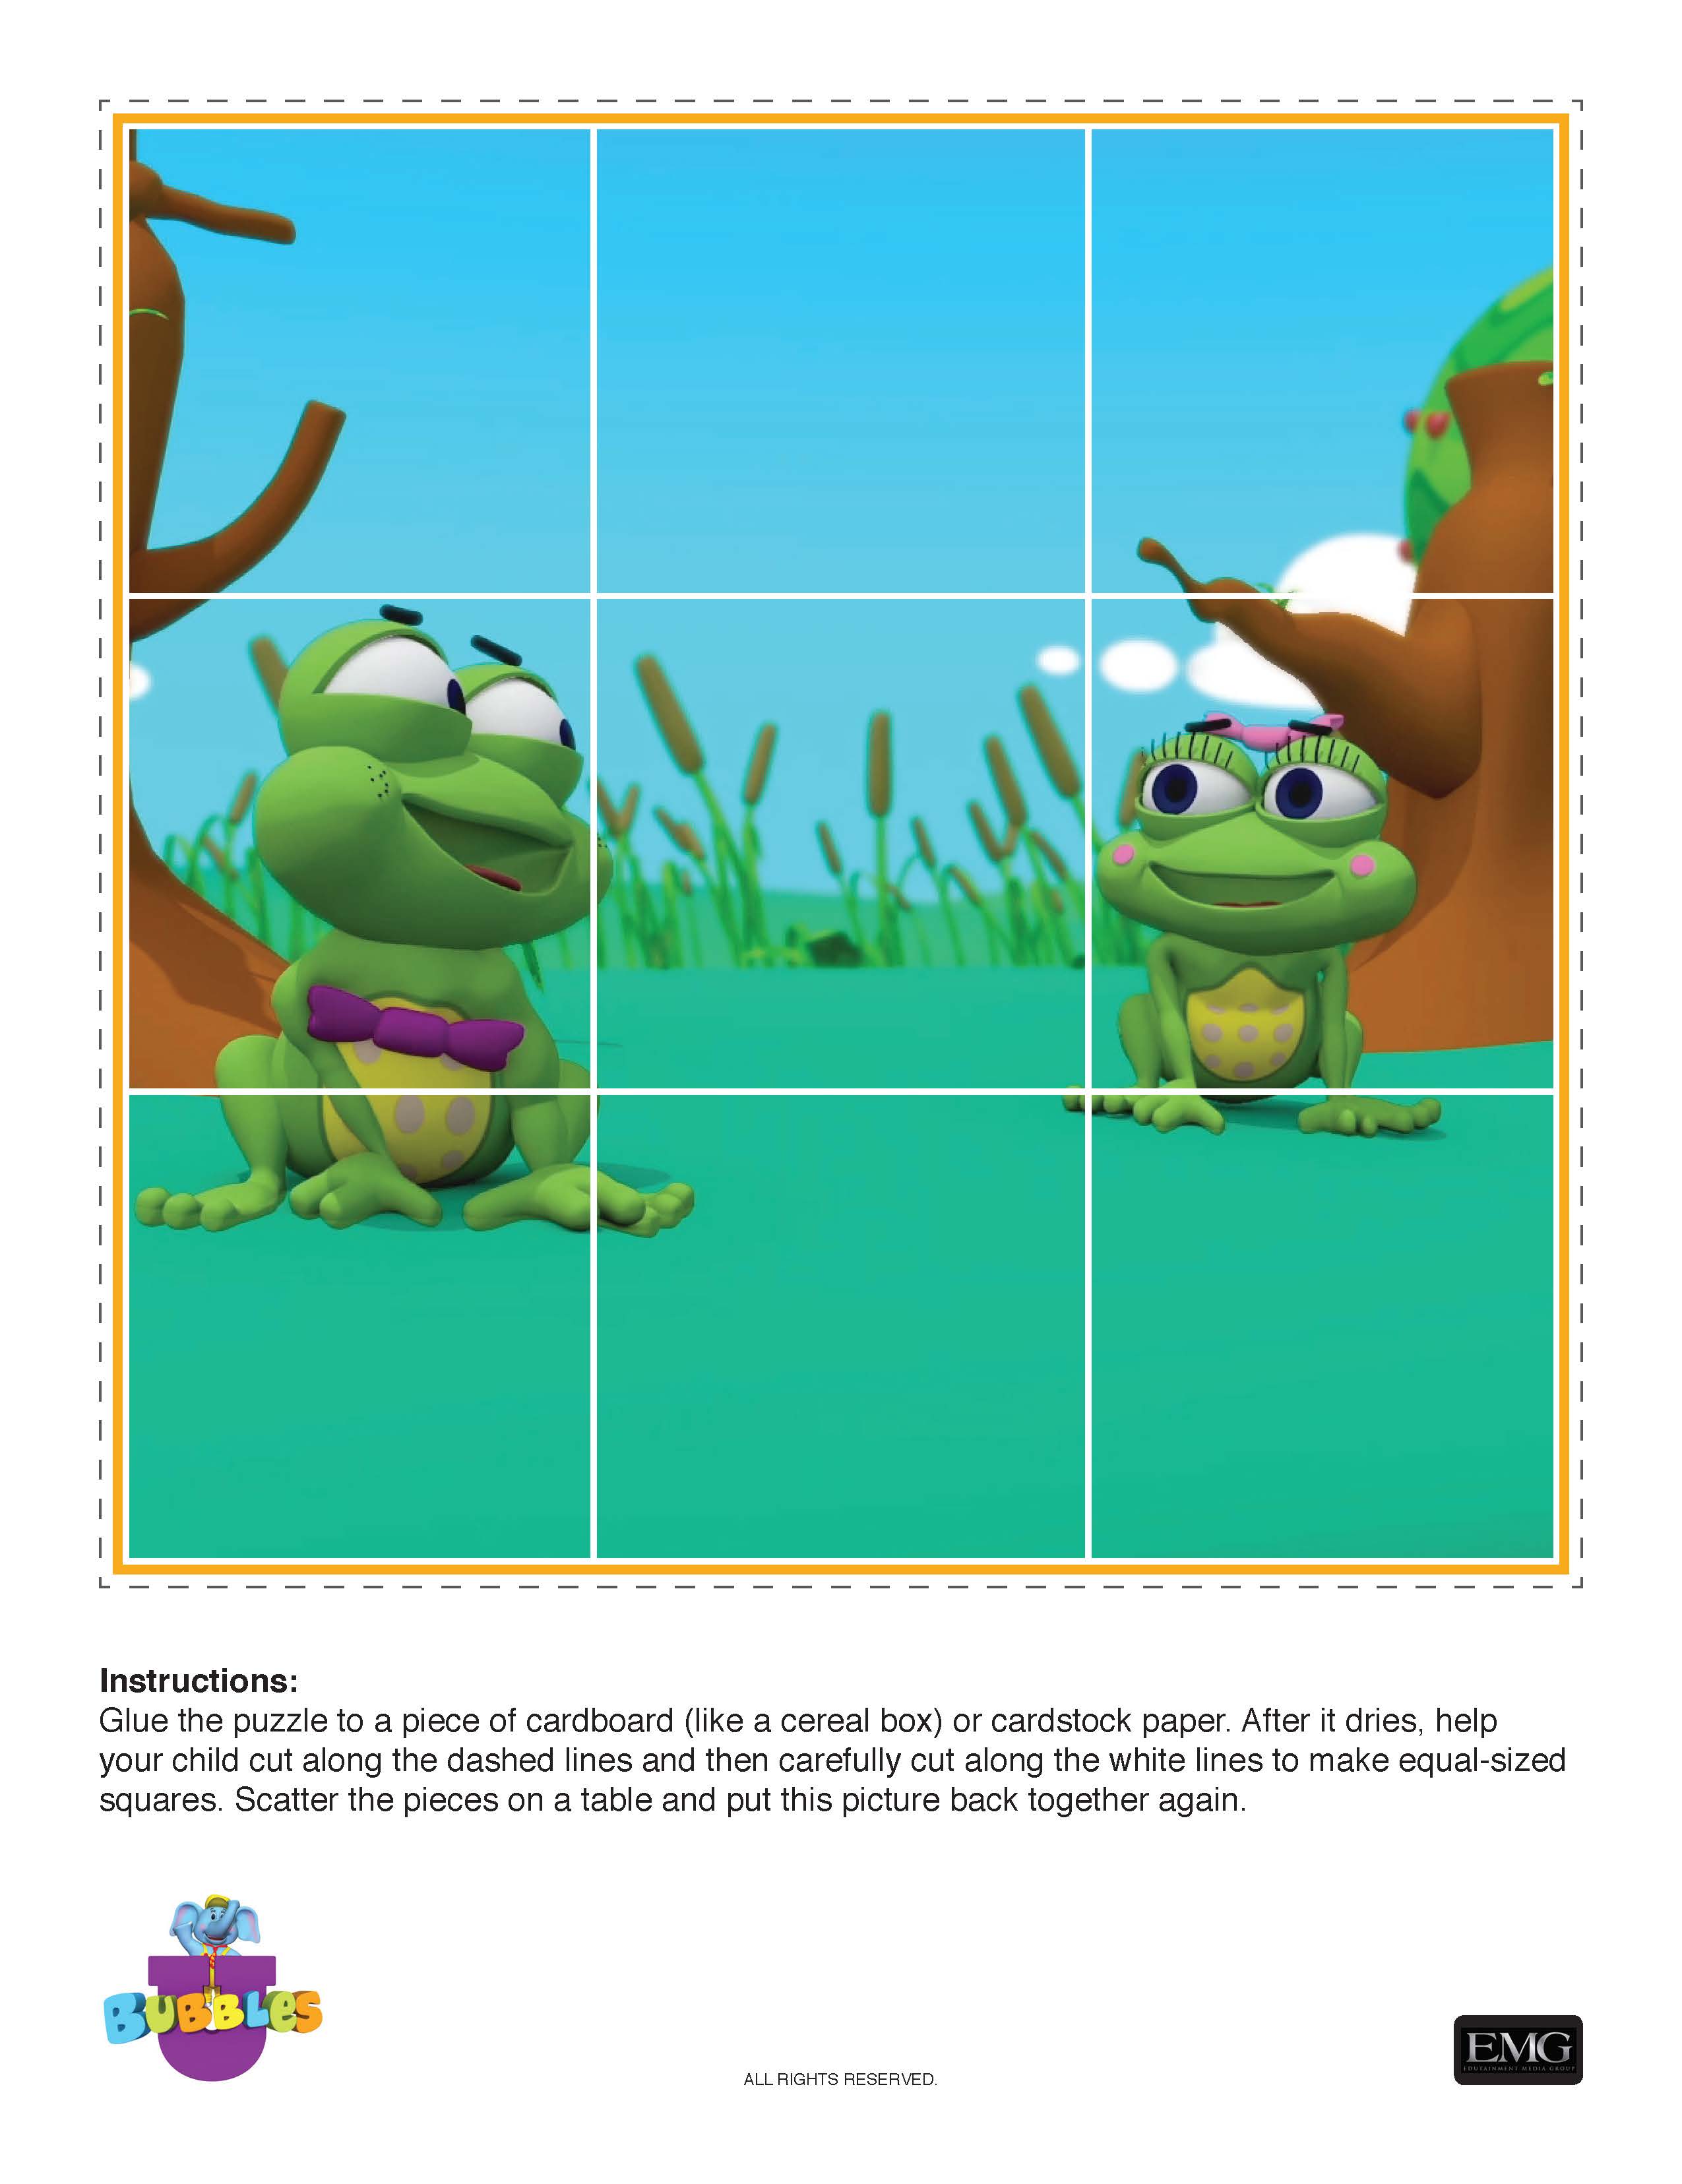 Instructions:
Glue the puzzle to a piece of cardboard (like a cereal box) or cardstock paper. After it dries, help
your child cut along the dashed lines and then carefully cut along the white lines to make equal-sized
squares. Scatter the pieces on a table and put this picture back together again.
U
BUBBLES
EMG
EDUTAINMENT MEDIA GROUP
ALL RIGHTS RESERVED.